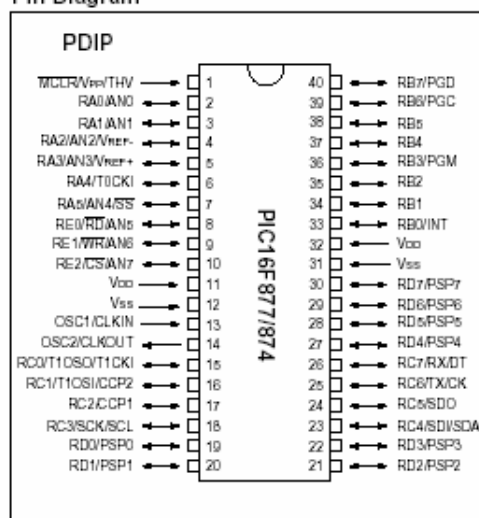 PDIP
MCLR/VPP/THV 1
RA0/AN0 2
RA1/AN1 3
RA2/AN2/VREF- 4
RA3/AN3/VREF+ 5
RA4/T0CKI 6
RA5/AN4/SS 7
RE0/RD/AN5 8
RE1/WR/AN6 9
RE2/CS/AN7 10
VDD 11
VSS 12
OSC1/CLKIN 13
OSC2/CLKOUT 14
RC0/T1OSO/T1CKI 15
RC1/T1OSI/CCP2 16
RC2/CCP1 17
RC3/SCK/SCL 18
RD0/PSP0 19
RD1/PSP1 20
PIC16F877/874
40 RB7/PGD
39 RB6/PGC
38 RB5
37 RB4
36 RB3/PGM
35 RB2
34 RB1
33 RB0/INT
32 VDD
31 VSS
30 RD7/PSP7
29 RD6/PSP6
28 RD5/PSP5
27 RD4/PSP4
26 RC7/RX/DT
25 RC6/TX/CK
24 RC5/SDO
23 RC4/SDI/SDA
22 RD3/PSP3
21 RD2/PSP2